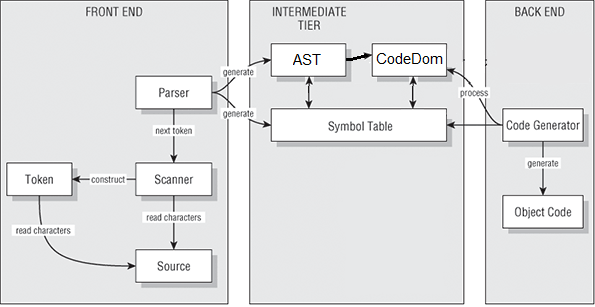 FRONT END
INTERMEDIATE
TIER
BACK END
AST
CodeDom
generate
Parser
process
generate
Symbol Table
Code Generator
next token
generate
Token
construct
Scanner
Object Code
read characters
read characters
Source